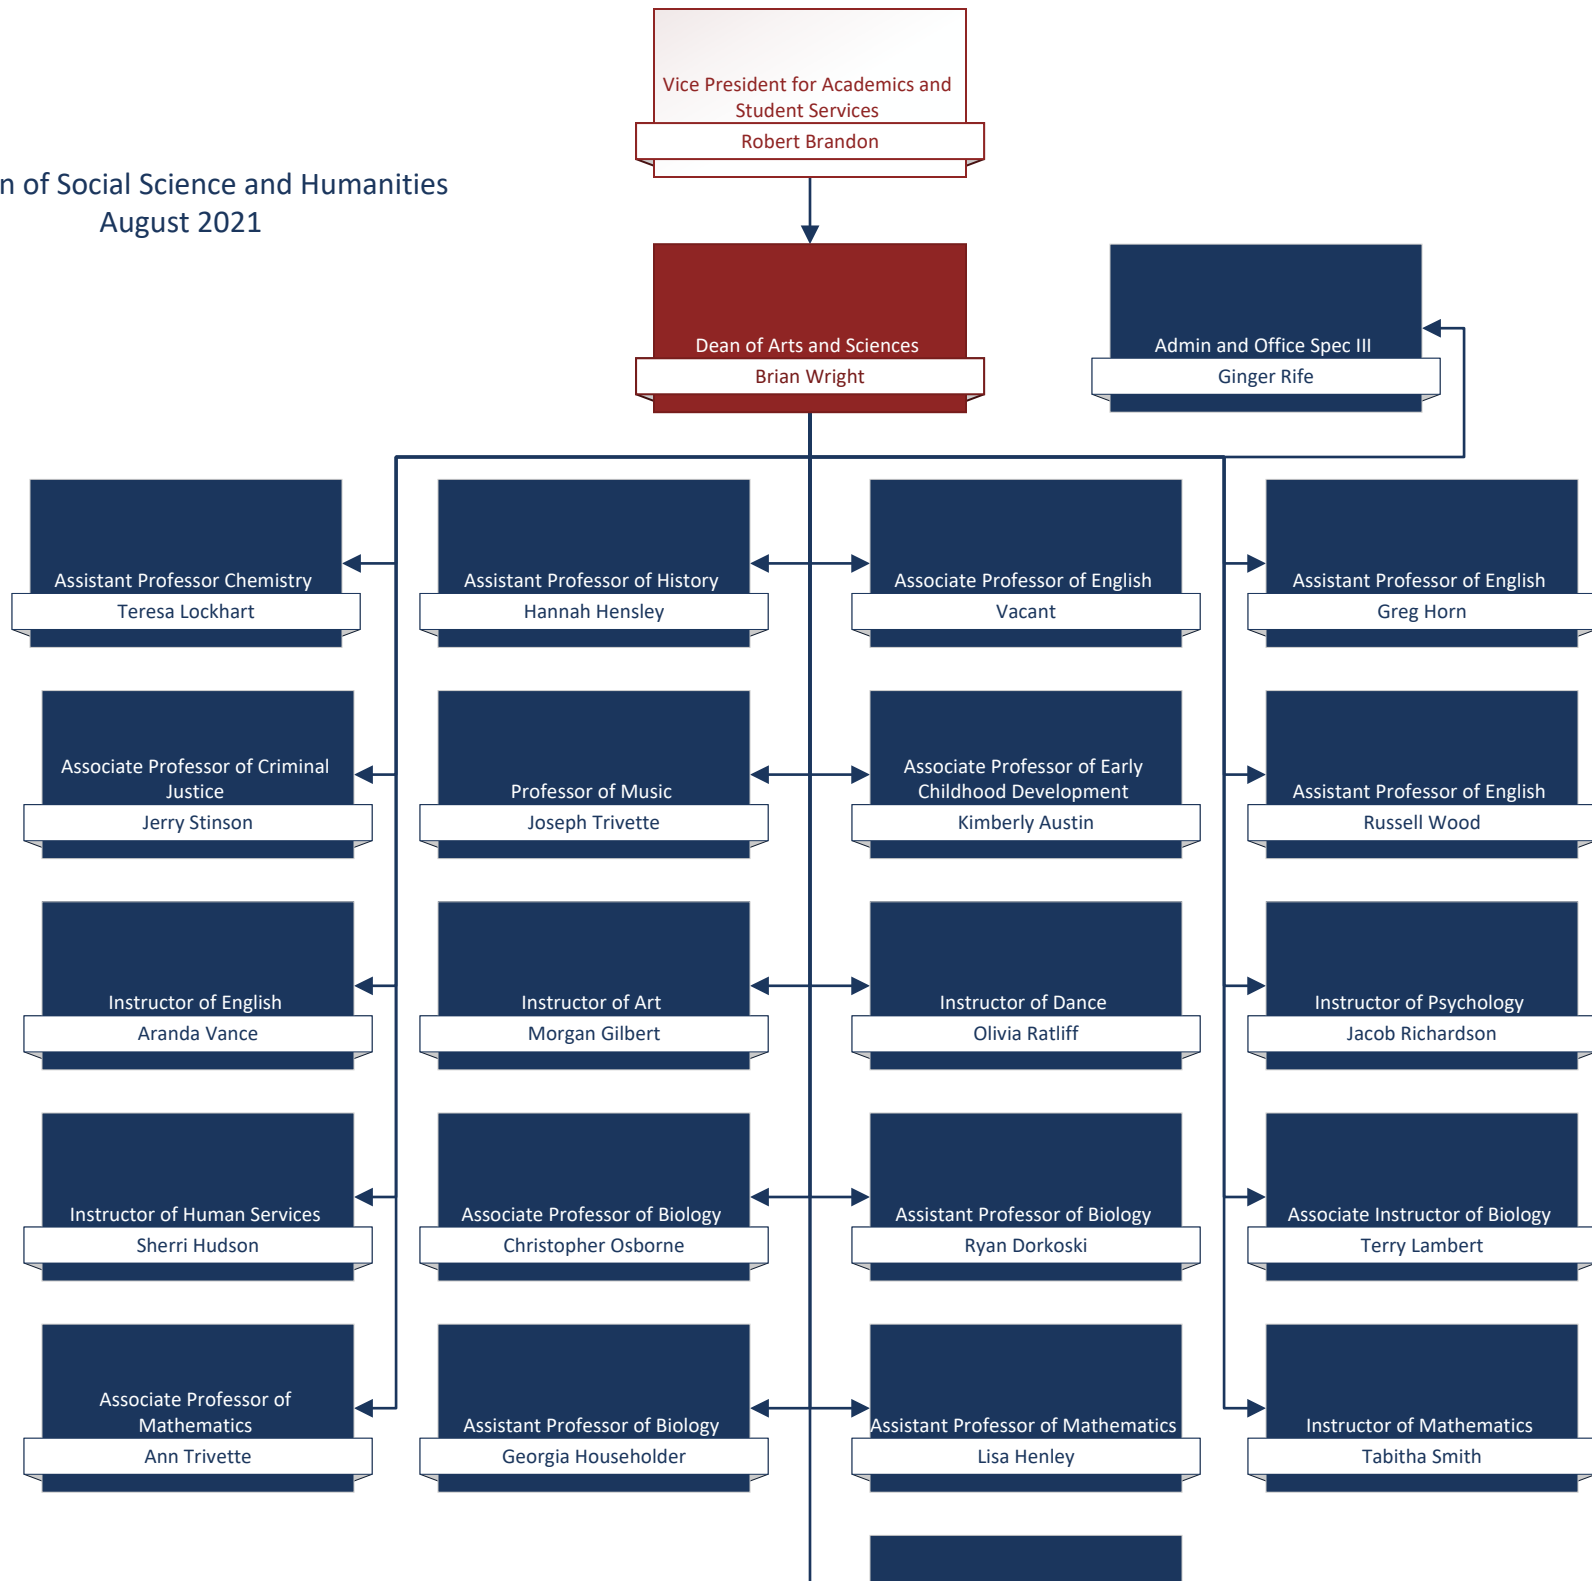 Vice President for Academics and
Student Services
Robert Brandon
of Social Science and Humanities
August 2021
Dean of Arts and Sciences
Brian Wright
Admin and Office Spec III
Ginger Rife
Assistant Professor Chemistry
Teresa Lockhart
Assistant Professor of History
Hannah Hensley
Associate Professor of English
Vacant
Assistant Professor of English
Greg Horn
Associate Professor of Criminal
Justice
Jerry Stinson
Professor of Music
Joseph Trivette
Associate Professor of Early
Childhood Development
Kimberly Austin
Assistant Professor of English
Russell Wood
Instructor of English
Aranda Vance
Instructor of Art
Morgan Gilbert
Instructor of Dance
Olivia Ratliff
Instructor of Psychology
Jacob Richardson
Instructor of Human Services
Sherri Hudson
Associate Professor of Biology
Christopher Osborne
Assistant Professor of Biology
Ryan Dorkoski
Associate Instructor of Biology
Terry Lambert
Associate Professor of
Mathematics
Ann Trivette
Assistant Professor of Biology
Georgia Householder
Assistant Professor of Mathematics
Lisa Henley
Instructor of Mathematics
Tabitha Smith